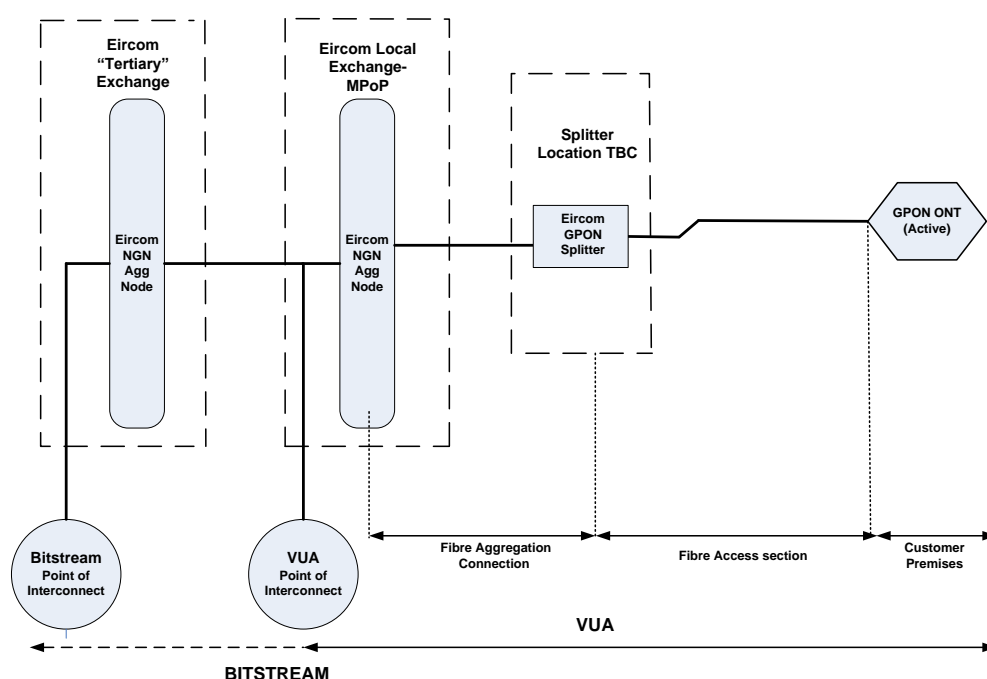 Eircom
“Tertiary”
Exchange
Eircom Local
Exchange-
MPoP
Splitter
Location TBC
Eircom
NGN
Agg
Node
Eircom
NGN
Agg
Node
Eircom
GPON
Splitter
GPON ONT
(Active)
Bitstream
Point of
Interconnect
VUA
Point of
Interconnect
Fibre Aggregation
Connection
Fibre Access section
Customer
Premises
VUA
BITSTREAM